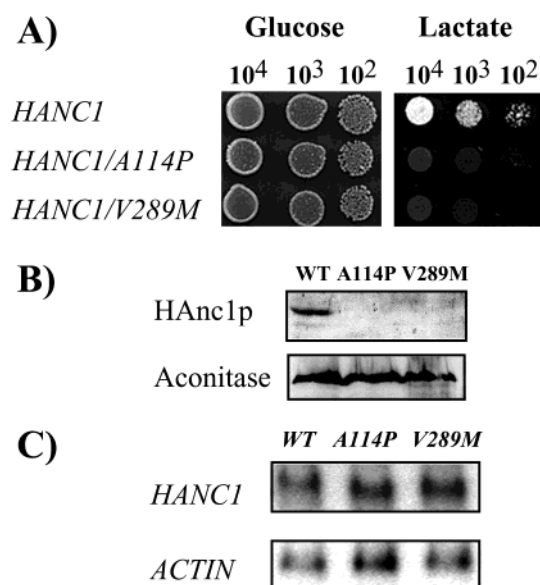 A)
Glucose Lactate
10⁴ 10³ 10² 10⁴ 10³ 10²
HANC1
HANC1/A114P
HANC1/V289M
B)
WT A114P V289M
HAnc1p
Aconitase
C)
WT A114P V289M
HANC1
ACTIN